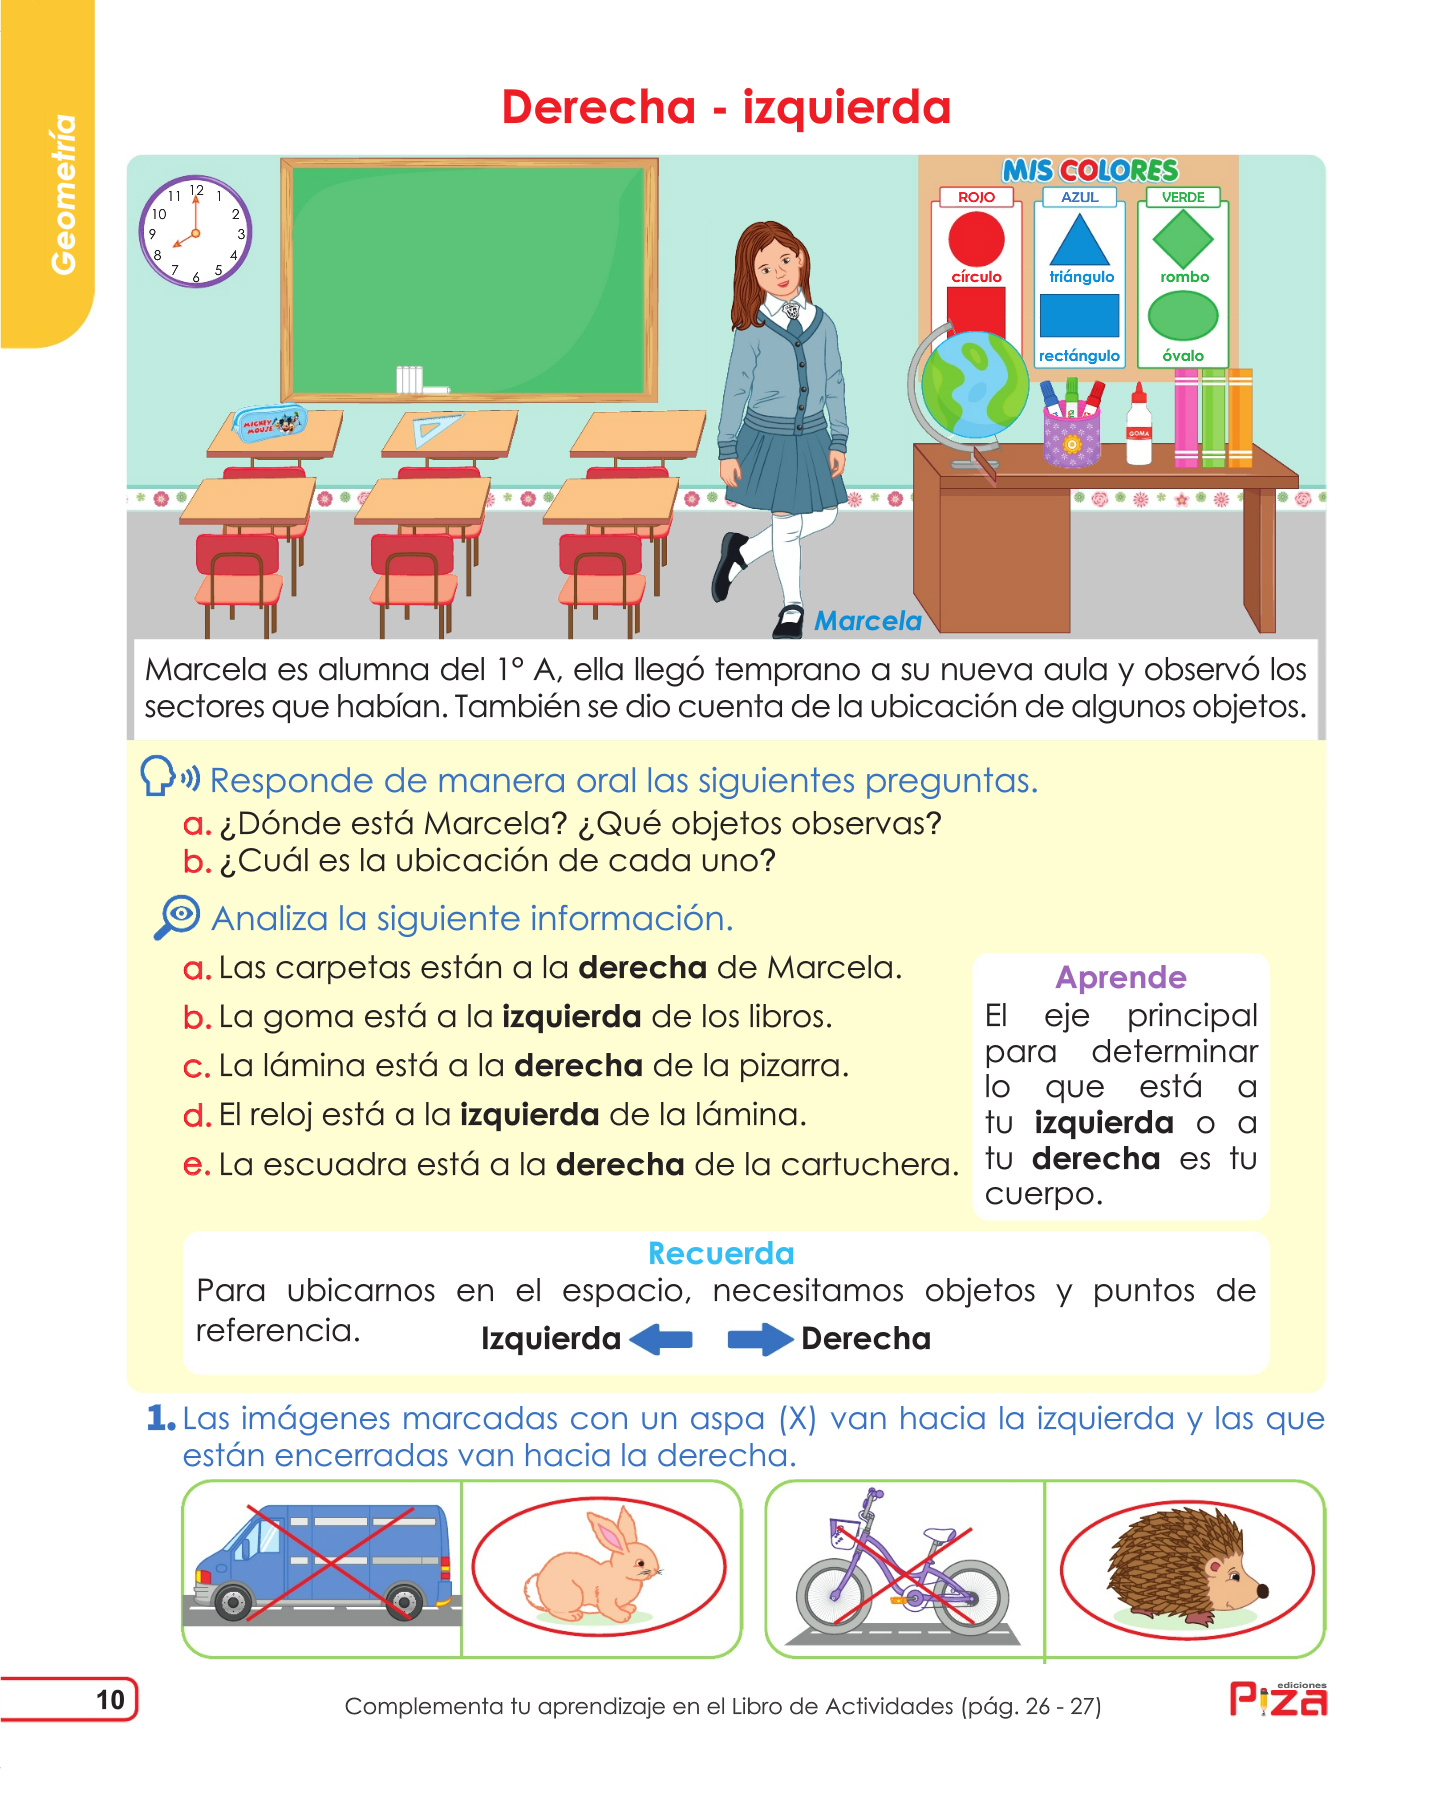 Geometría
Derecha - izquierda
12
11
1
10
2
9
3
8
4
7
5
6
MIS COLORES
ROJO
AZUL
VERDE
círculo
triángulo
rombo
rectángulo
óvalo
MICKEY
MOUSE
GOMA
Marcela
Marcela es alumna del 1° A, ella llegó temprano a su nueva aula y observó los
sectores que habían. También se dio cuenta de la ubicación de algunos objetos.
Responde de manera oral las siguientes preguntas.
a. ¿Dónde está Marcela? ¿Qué objetos observas?
b. ¿Cuál es la ubicación de cada uno?
Analiza la siguiente información.
a. Las carpetas están a la derecha de Marcela.
b. La goma está a la izquierda de los libros.
c. La lámina está a la derecha de la pizarra.
d. El reloj está a la izquierda de la lámina.
e. La escuadra está a la derecha de la cartuchera.
Aprende
El eje principal
para determinar
lo que está a
tu izquierda o a
tu derecha es tu
cuerpo.
Recuerda
Para ubicarnos en el espacio, necesitamos objetos y puntos de
referencia.
Izquierda Derecha
1. Las imágenes marcadas con un aspa (X) van hacia la izquierda y las que
están encerradas van hacia la derecha.
10
Complementa tu aprendizaje en el Libro de Actividades (pág. 26 - 27)
ediciones
Piza